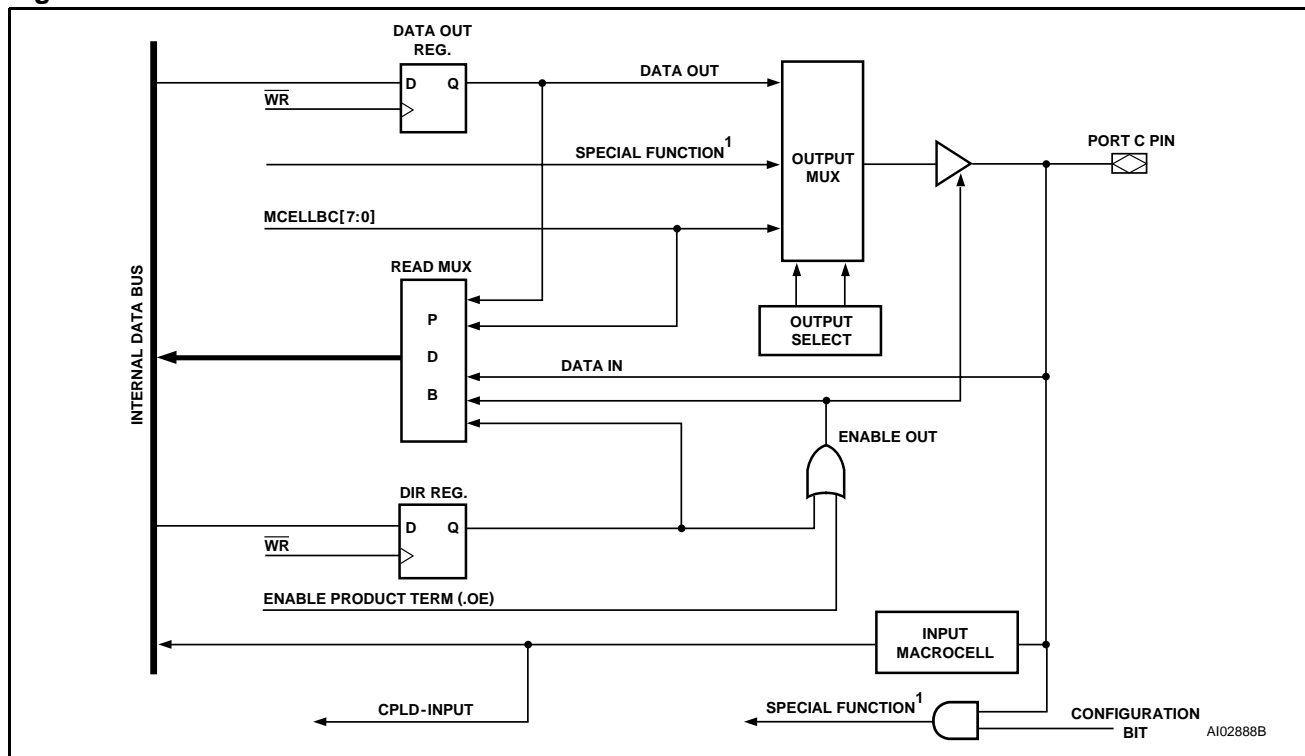 DATA OUT
REG.
D Q
WR
DATA OUT
SPECIAL FUNCTION1
OUTPUT
MUX
PORT C PIN
MCELLBC[7:0]
READ MUX
P
D
B
OUTPUT
SELECT
INTERNAL DATA BUS
DATA IN
ENABLE OUT
DIR REG.
D Q
WR
ENABLE PRODUCT TERM (.OE)
INPUT
MACROCELL
CPLD-INPUT
SPECIAL FUNCTION1
CONFIGURATION
BIT
AI02888B